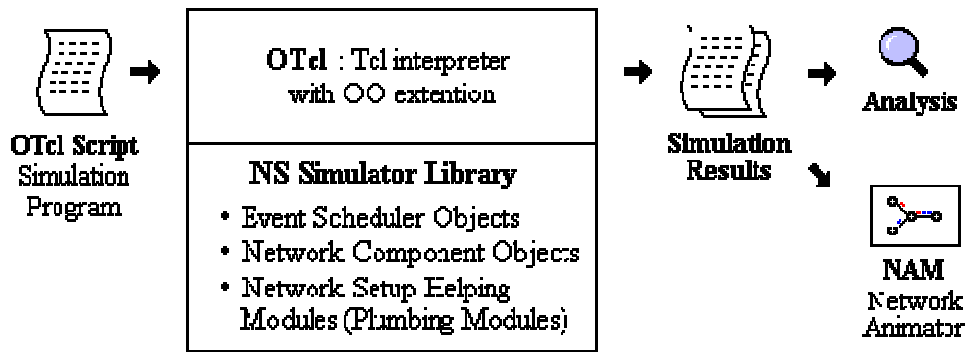 OTcl Script
Simulation
Program
OTcl : Tcl interpreter
with OO extention
NS Simulator Library
• Event Scheduler Objects
• Network Component Objects
• Network Setup Helping
Modules (Plumbing Modules)
Simulation
Results
Analysis
NAM
Network
Animator